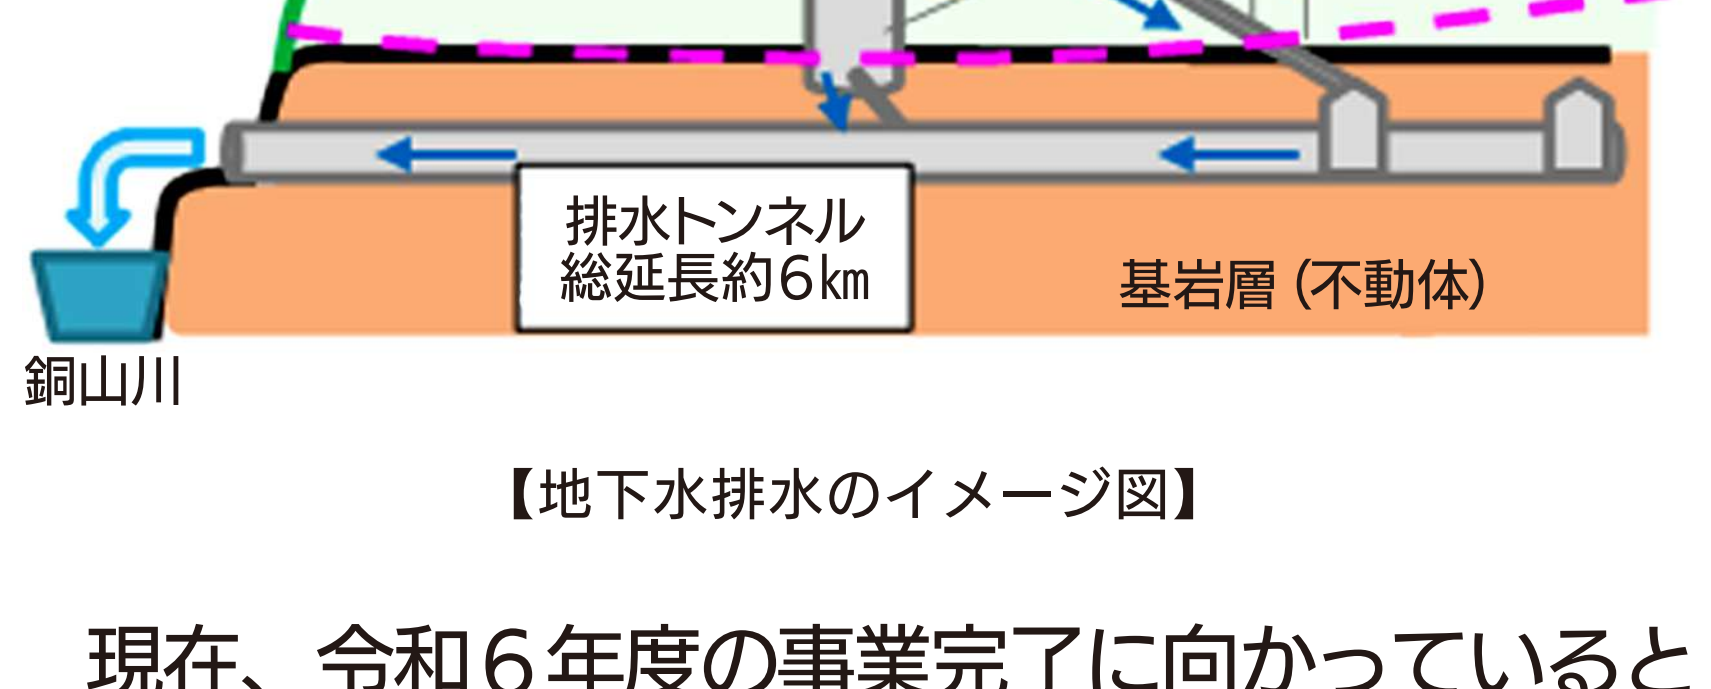 排水トンネル
総延長約6㎞
基岩層(不動体)
銅山川
【地下水排水のイメージ図】
現在、令和6年度の事業完了に向かっていると